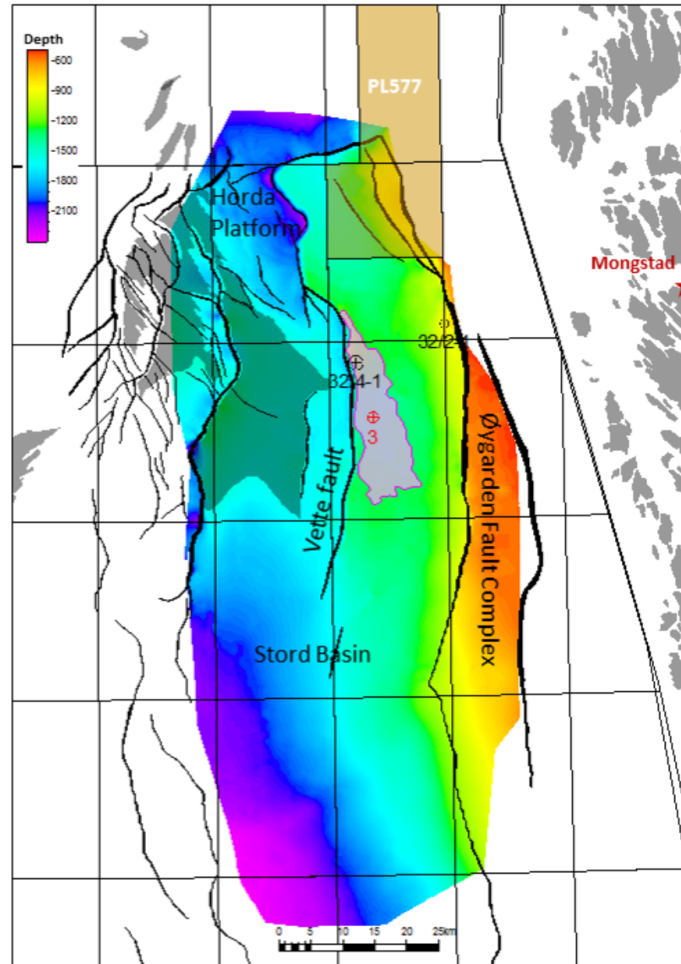 Depth
-600
-900
-1200
-1500
-1800
-2100
PL577
Horda
Platform
Mongstad
32/2-1
32/4-1
3
Vette fault
Øygarden Fault Complex
Stord Basin
0 5 10 15 20 25km